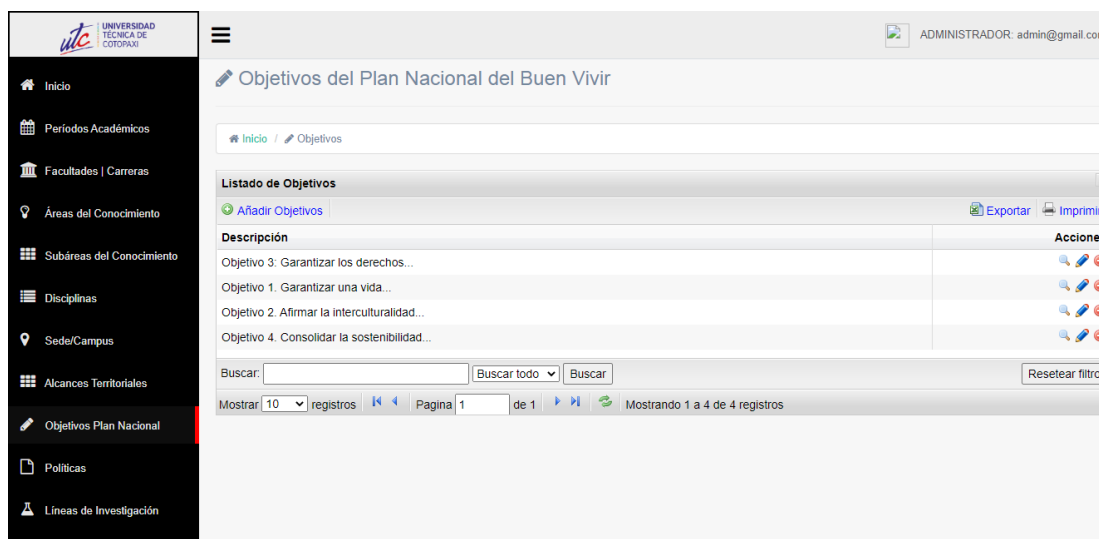 UNIVERSIDAD
TÉCNICA DE
COTOPAXI
utc
ADMINISTRADOR: admin@gmail.co
Objetivos del Plan Nacional del Buen Vivir
Inicio / Objetivos
Inicio
Períodos Académicos
Facultades | Carreras
Áreas del Conocimiento
Subáreas del Conocimiento
Disciplinas
Sede/Campus
Alcances Territoriales
Objetivos Plan Nacional
Políticas
Líneas de Investigación
Listado de Objetivos
Añadir Objetivos Exportar Imprimir
Descripción Accione
Objetivo 3: Garantizar los derechos...
Objetivo 1. Garantizar una vida...
Objetivo 2. Afirmar la interculturalidad...
Objetivo 4. Consolidar la sostenibilidad...
Buscar: Buscar todo Buscar Resetear filtro
Mostrar 10 registros Pagina 1 de 1 Mostrando 1 a 4 de 4 registros